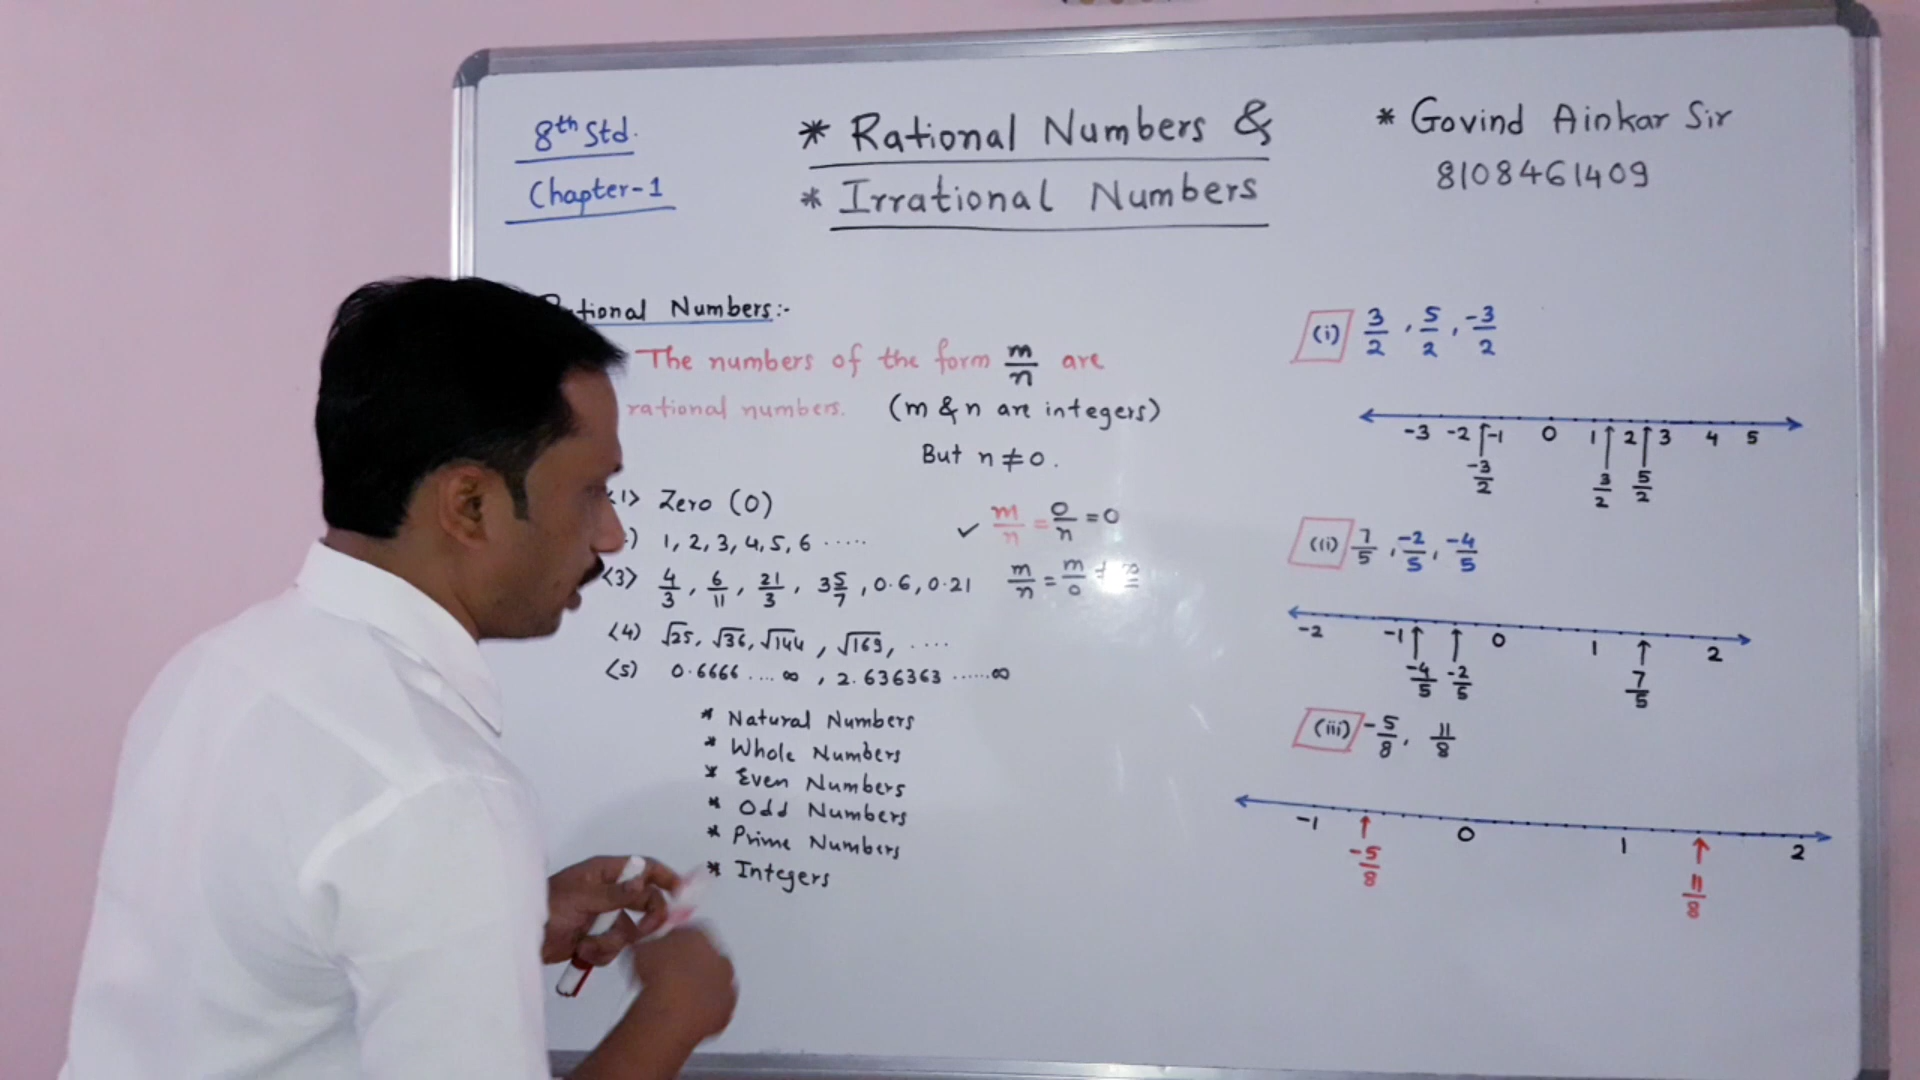 8th Std.
Chapter-1
* Rational Numbers &
* Irrational Numbers
* Govind Ainkar Sir
8108461409
Rational Numbers:-
The numbers of the form m/n are
rational numbers. (m & n are integers)
But n ≠ 0.
<1> Zero (0)
1, 2, 3, 4, 5, 6 .....
<3> 4/3, 6/11, 21/3, 3 5/7, 0.6, 0.21
<4> √25, √36, √144, √169, ....
<5> 0.6666 .... ∞, 2.636363 ...... ∞
✓ m/n = 0/n = 0
m/n = m/0 ≠
* Natural Numbers
* Whole Numbers
* Even Numbers
* Odd Numbers
* Prime Numbers
* Integers
(i) 3/2, 5/2, -3/2
-3 -2 -1 0 1 2 3 4 5
-3/2 3/2 5/2
(ii) 7/5, -2/5, -4/5
-2 -1 0 1 2
-4/5 -2/5 7/5
(iii) -5/8, 11/8
-1 0 1 2
-5/8 11/8